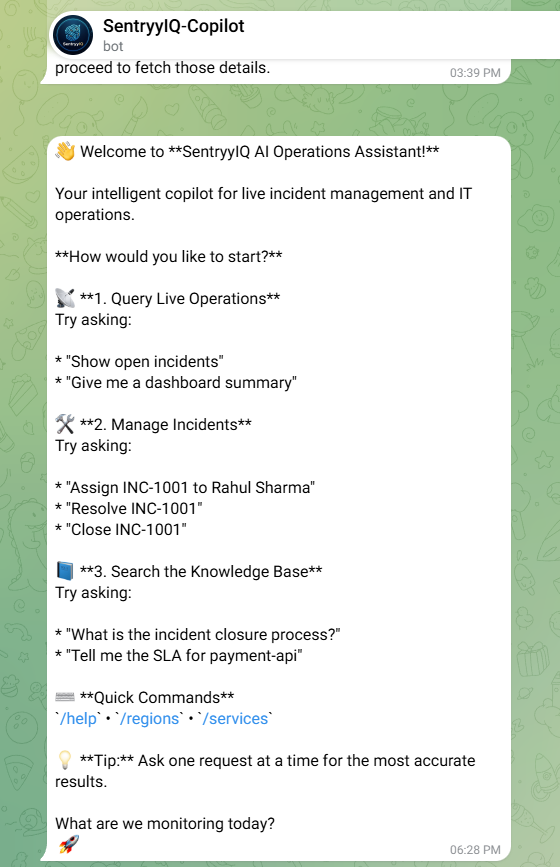 SentryyIQ-Copilot
bot
SentryyIQ
proceed to fetch those details.
03:39 PM
👋 Welcome to **SentryyIQ AI Operations Assistant!**
Your intelligent copilot for live incident management and IT
operations.
**How would you like to start?**
📡 **1. Query Live Operations**
Try asking:
* "Show open incidents"
* "Give me a dashboard summary"
🛠️ **2. Manage Incidents**
Try asking:
* "Assign INC-1001 to Rahul Sharma"
* "Resolve INC-1001"
* "Close INC-1001"
📘 **3. Search the Knowledge Base**
Try asking:
* "What is the incident closure process?"
* "Tell me the SLA for payment-api"
⌨️ **Quick Commands**
`/help` • `/regions` • `/services`
💡 **Tip:** Ask one request at a time for the most accurate
results.
What are we monitoring today?
🚀
06:28 PM